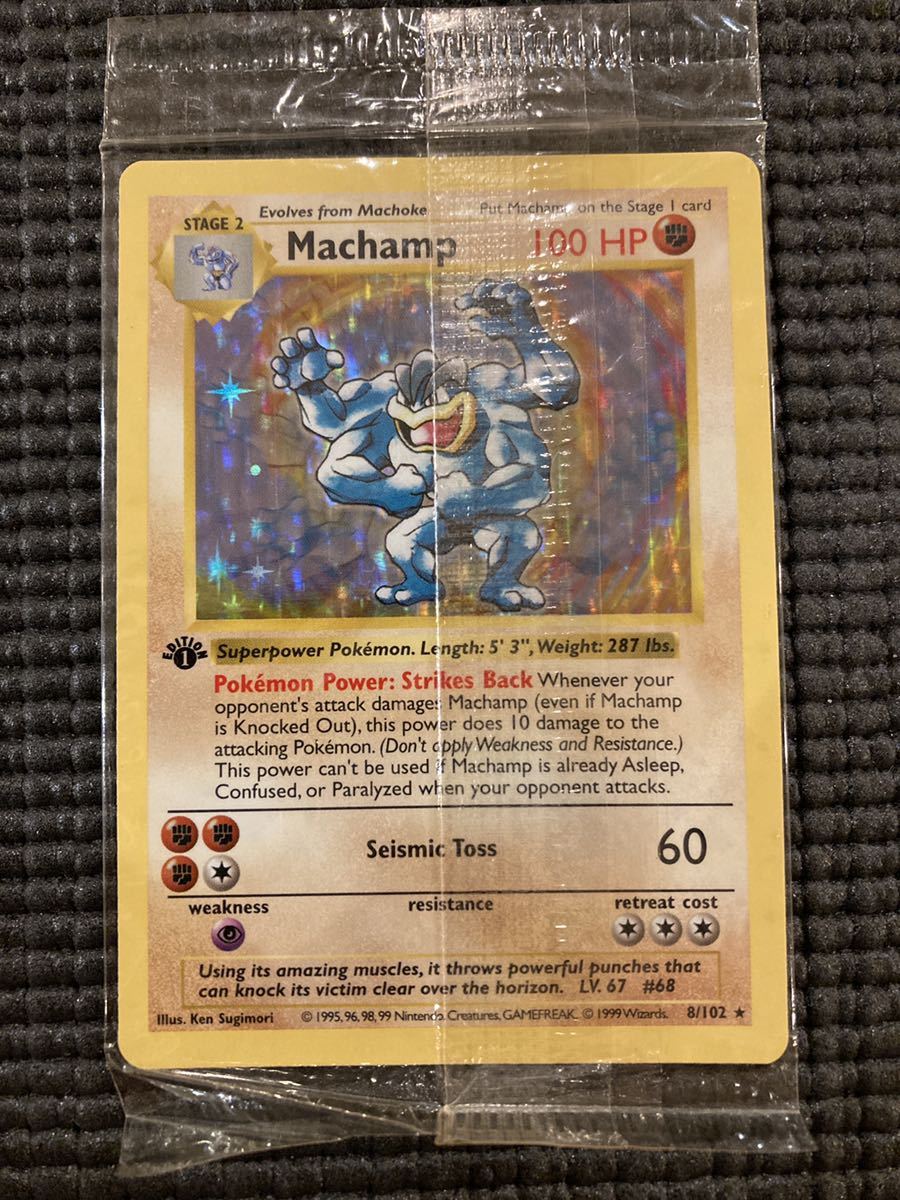 Evolves from Machoke Put Machamp on the Stage 1 card
STAGE 2
Machamp 100 HP
EDITION
1
Superpower Pokémon. Length: 5' 3", Weight: 287 lbs.
Pokémon Power: Strikes Back Whenever your
opponent's attack damages Machamp (even if Machamp
is Knocked Out), this power does 10 damage to the
attacking Pokémon. (Don't apply Weakness and Resistance.)
This power can't be used if Machamp is already Asleep,
Confused, or Paralyzed when your opponent attacks.
Seismic Toss 60
weakness resistance retreat cost
Using its amazing muscles, it throws powerful punches that
can knock its victim clear over the horizon. LV. 67 #68
Illus. Ken Sugimori © 1995, 96, 98, 99 Nintendo, Creatures, GAMEFREAK. © 1999 Wizards. 8/102 ★